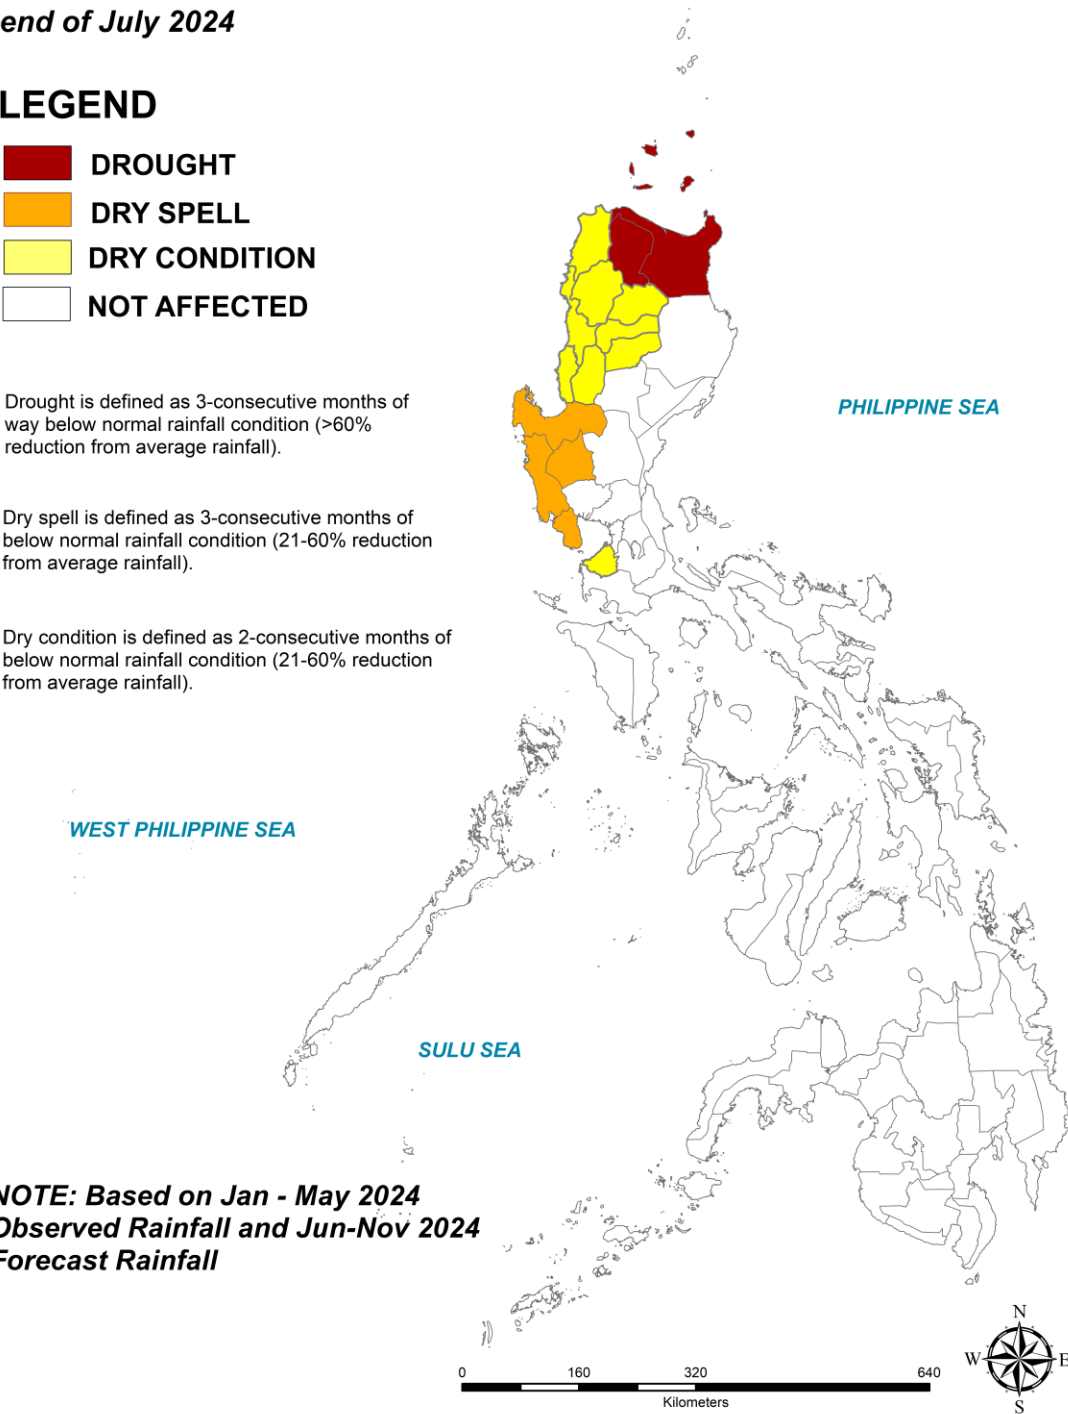 end of July 2024
LEGEND
DROUGHT
DRY SPELL
DRY CONDITION
NOT AFFECTED
Drought is defined as 3-consecutive months of
way below normal rainfall condition (>60%
reduction from average rainfall).
PHILIPPINE SEA
Dry spell is defined as 3-consecutive months of
below normal rainfall condition (21-60% reduction
from average rainfall).
Dry condition is defined as 2-consecutive months of
below normal rainfall condition (21-60% reduction
from average rainfall).
WEST PHILIPPINE SEA
SULU SEA
NOTE: Based on Jan - May 2024
Observed Rainfall and Jun-Nov 2024
Forecast Rainfall
N
W E
S
0 160 320 640
Kilometers